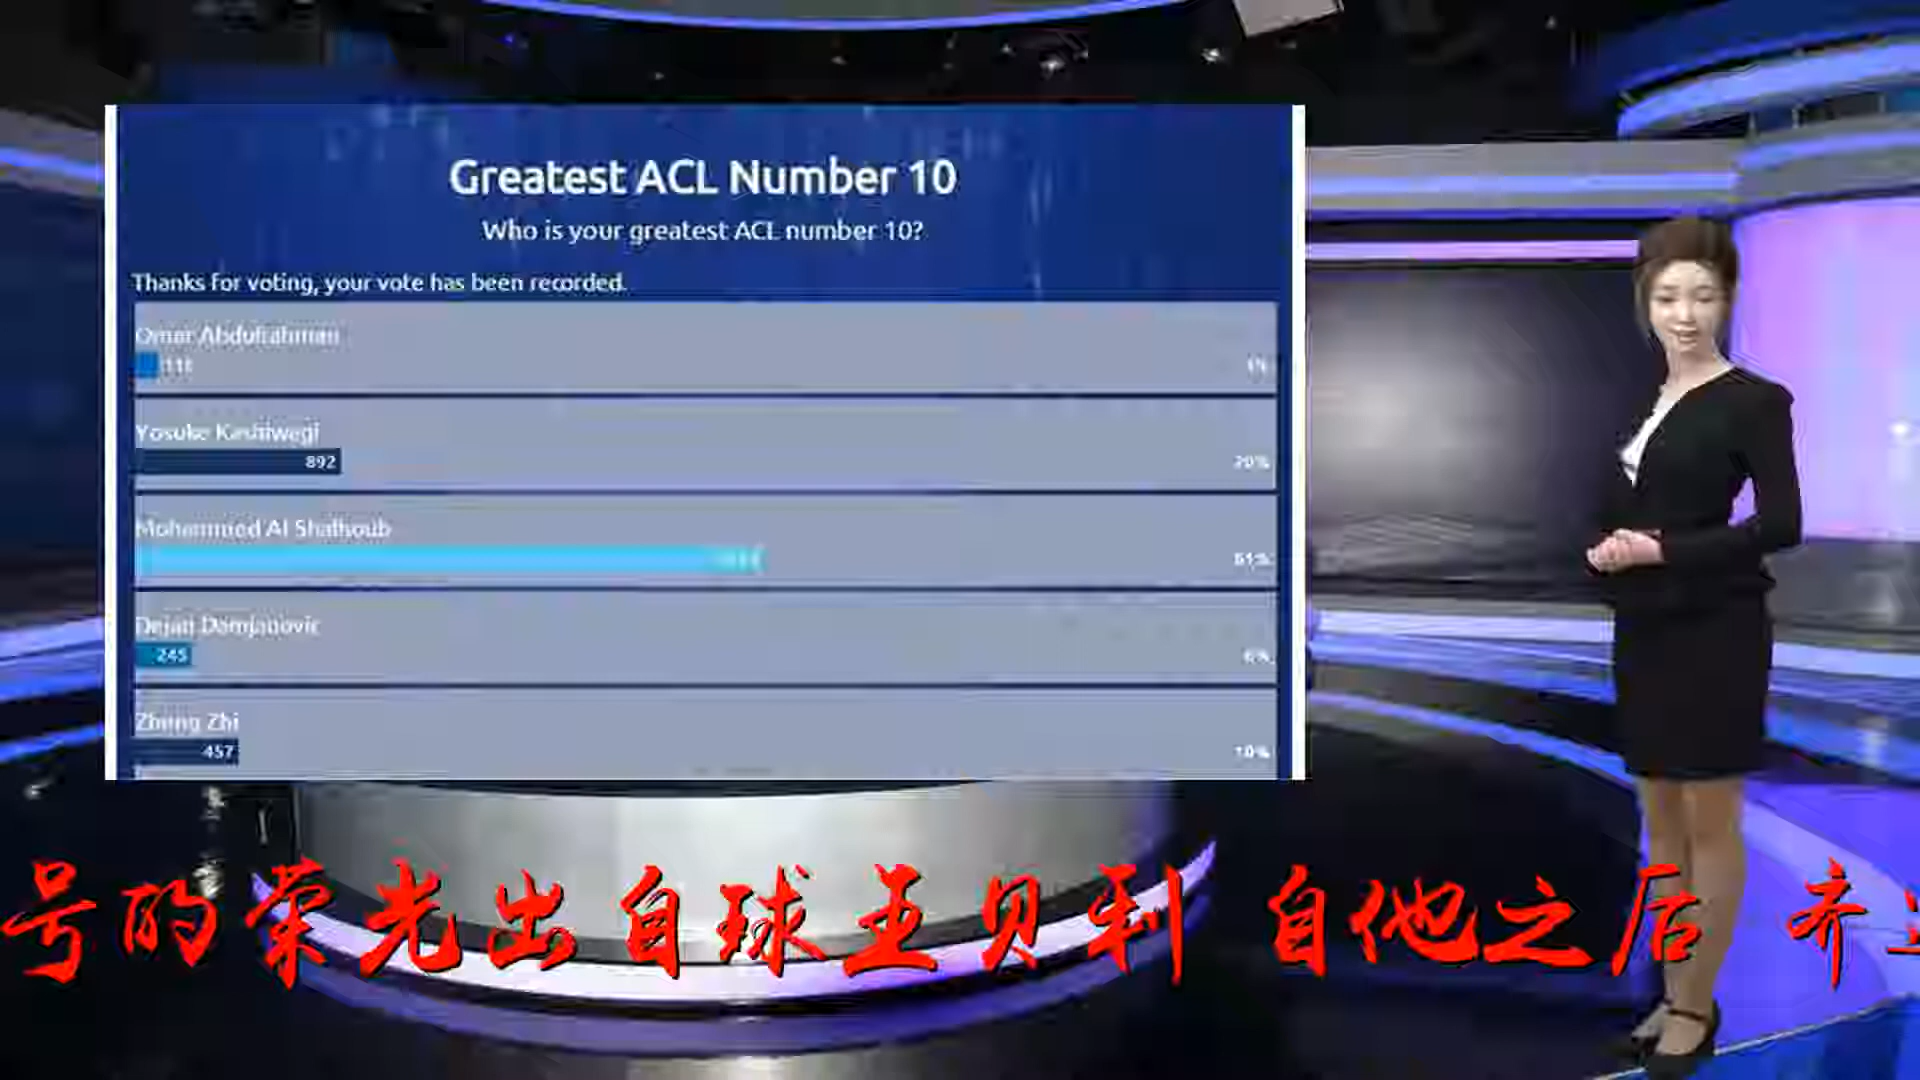 Greatest ACL Number 10
Who is your greatest ACL number 10?
Thanks for voting, your vote has been recorded.
Omar Abdulrahman
1%
Yosuke Kashiwagi
892 20%
Mohammed Al Shalhoub
61%
Dejan Damjanovic
245 6%
Zheng Zhi
457 10%
号的荣光出自球王贝利 自他之后 齐